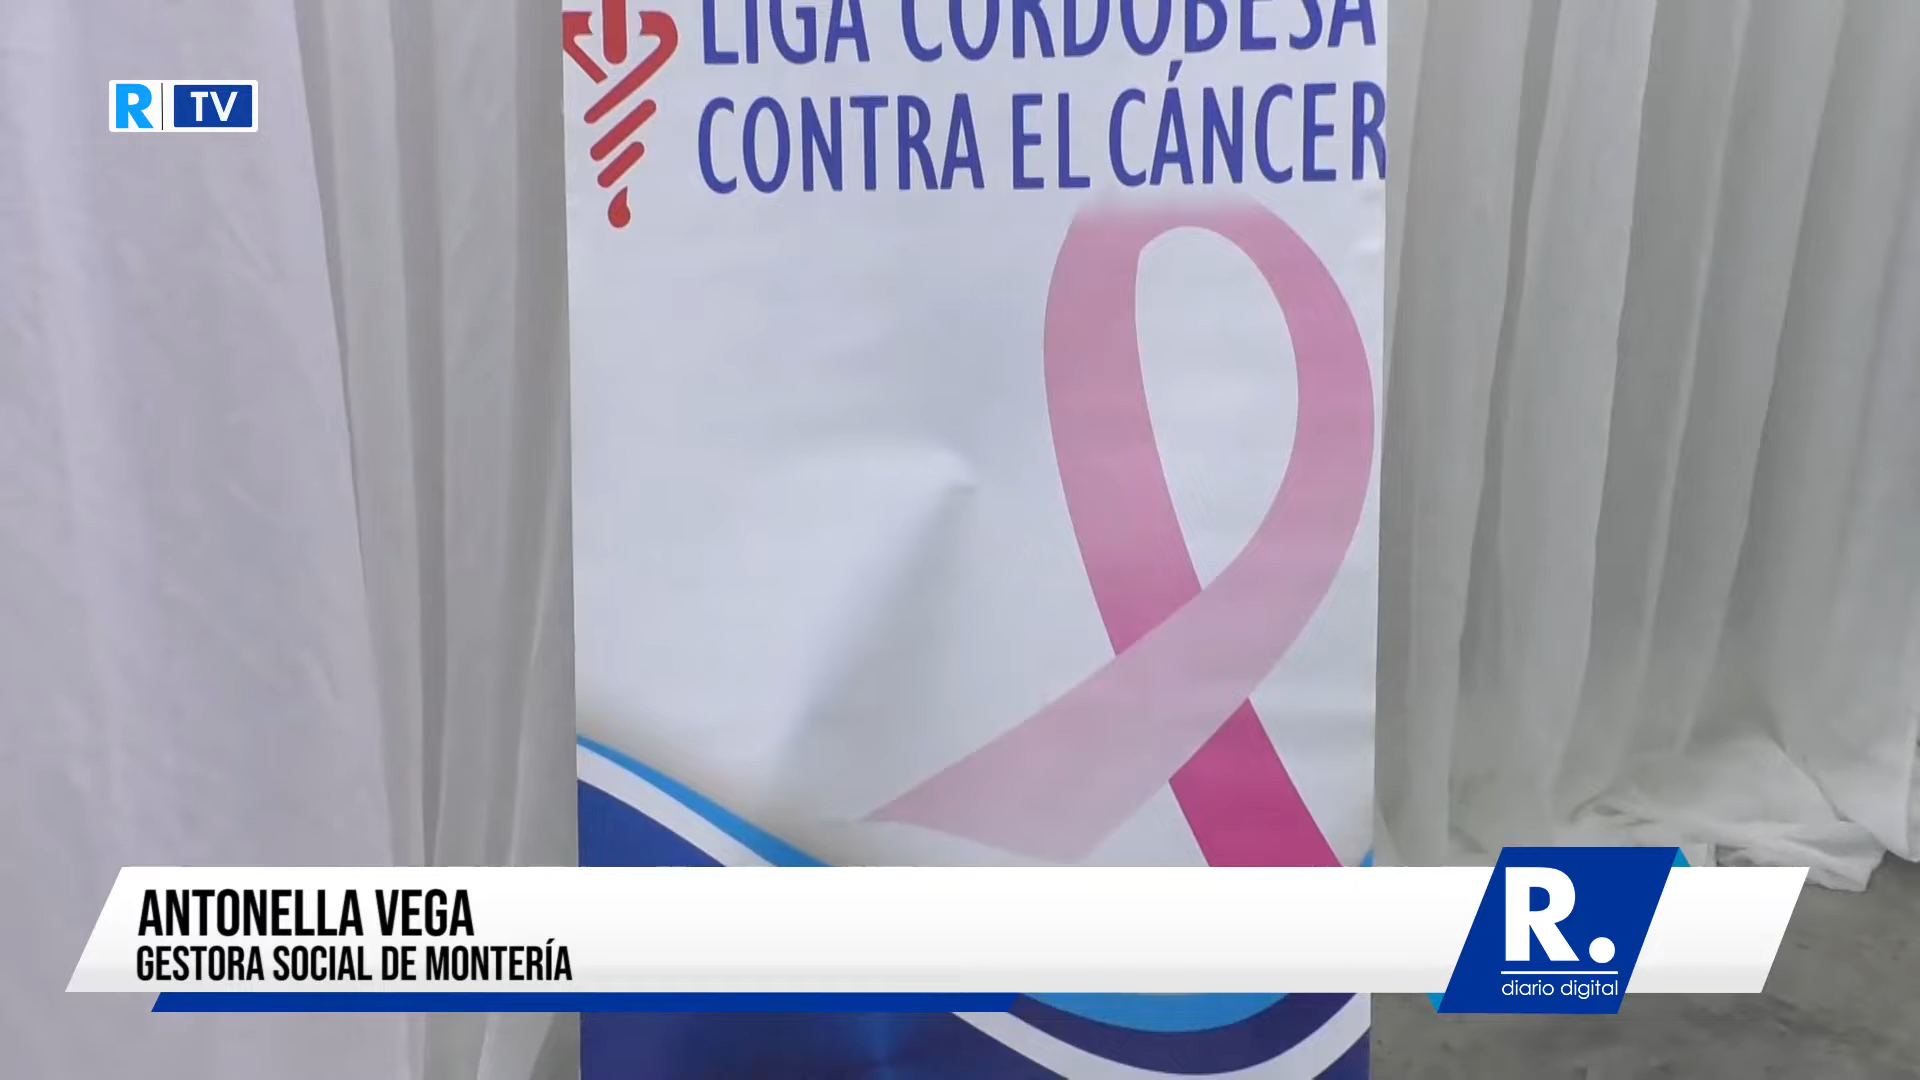 LIGA CORDOBESA
CONTRA EL CÁNCER
R TV
ANTONELLA VEGA
GESTORA SOCIAL DE MONTERÍA
R.
diario digital